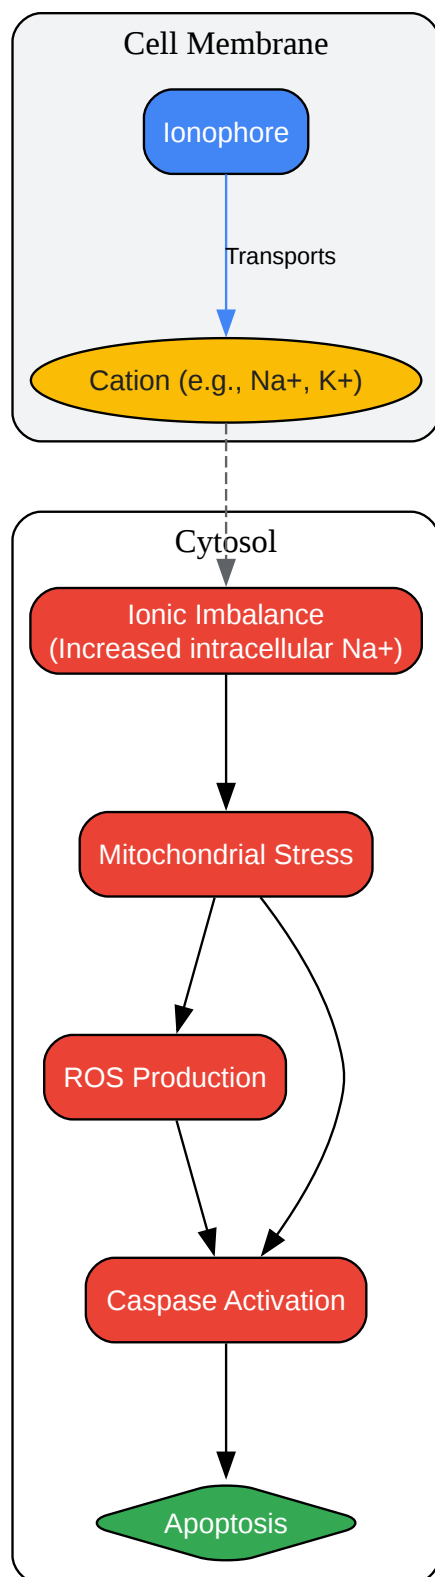 Cell Membrane
Ionophore
Transports
Cation (e.g., Na+, K+)
Cytosol
Ionic Imbalance
(Increased intracellular Na+)
Mitochondrial Stress
ROS Production
Caspase Activation
Apoptosis